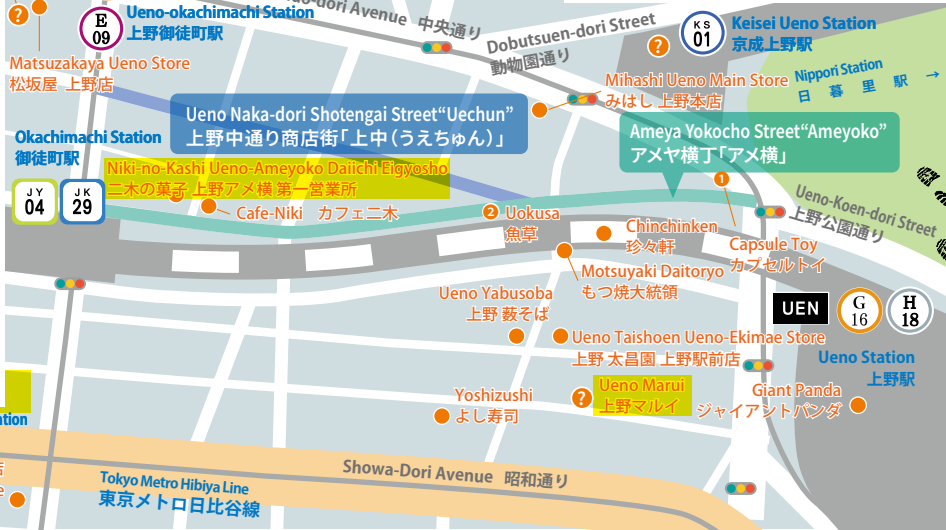 ?
E
09
Ueno-okachimachi Station
上野御徒町駅
Matsuzakaya Ueno Store
松坂屋 上野店
-dori Avenue 中央通り
Dobutsuen-dori Street
動物園通り
?
KS
01
Keisei Ueno Station
京成上野駅
Nippori Station →
日暮里駅
Mihashi Ueno Main Store
みはし 上野本店
Ueno Naka-dori Shotengai Street“Uechun”
上野中通り商店街「上中(うえちゅん)」
Ameya Yokocho Street“Ameyoko”
アメヤ横丁「アメ横」
Okachimachi Station
御徒町駅
JY
04
JK
29
Niki-no-Kashi Ueno-Ameyoko Daiichi Eigyosho
二木の菓子 上野アメ横 第一営業所
Cafe-Niki カフェ二木
2
Uokusa
魚草
Chinchinken
珍々軒
1
Capsule Toy
カプセルトイ
Ueno-Koen-dori Street
上野公園通り
Motsuyaki Daitoryo
もつ焼大統領
Ueno Yabusoba
上野 藪そば
UEN
G
16
H
18
Ueno Station
上野駅
Ueno Taishoen Ueno-Ekimae Store
上野 太昌園 上野駅前店
?
Ueno Marui
上野マルイ
Giant Panda
ジャイアントパンダ
Yoshizushi
よし寿司
ation
Showa-Dori Avenue 昭和通り
Tokyo Metro Hibiya Line
東京メトロ日比谷線
店
e